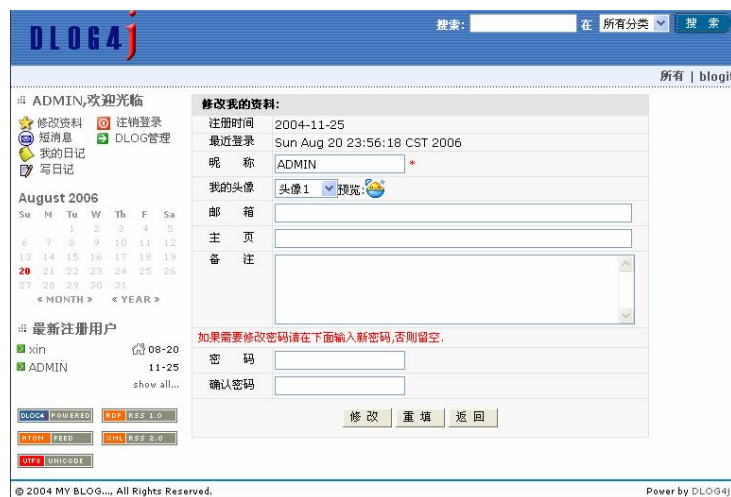 DLOG4j
搜索: 在 所有分类 搜 索
所有 | blogit
ADMIN,欢迎光临
修改资料 注销登录
短消息 DLOG管理
我的日记
写日记
August 2006
Su M Tu W Th F Sa
1 2 3 4 5
6 7 8 9 10 11 12
13 14 15 16 17 18 19
20 21 22 23 24 25 26
27 28 29 30 31
« MONTH » « YEAR »
最新注册用户
xin 08-20
ADMIN 11-25
show all...
DLOG4 POWERED RDF RSS 1.0
ATOM FEED XML RSS 2.0
UTF8 UNICODE
修改我的资料:
注册时间 2004-11-25
最近登录 Sun Aug 20 23:56:18 CST 2006
昵 称 ADMIN *
我的头像 头像1 预览:
邮 箱
主 页
备 注
如果需要修改密码请在下面输入新密码,否则留空.
密 码
确认密码
修 改 重 填 返 回
© 2004 MY BLOG..., All Rights Reserved. Power by DLOG4j